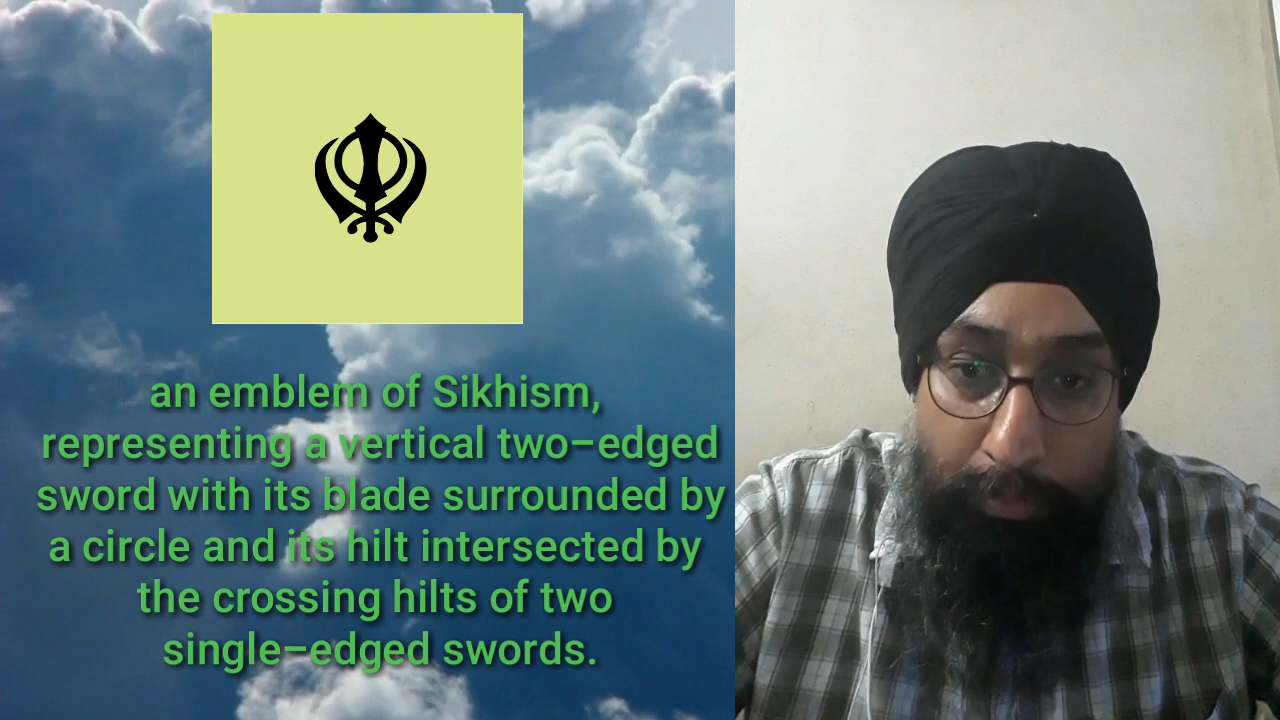 an emblem of Sikhism,
representing a vertical two–edged
sword with its blade surrounded by
a circle and its hilt intersected by
the crossing hilts of two
single–edged swords.